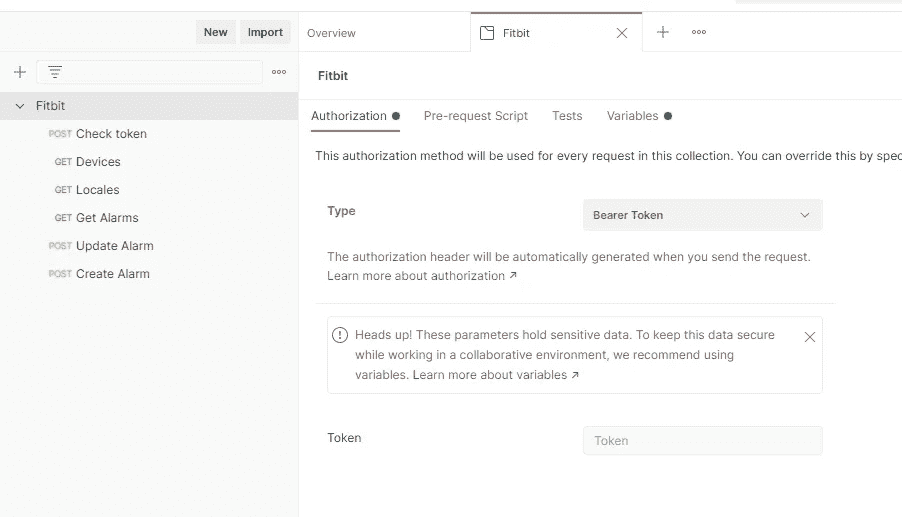 New Import
Overview
Fitbit
Fitbit
Fitbit
POST Check token
GET Devices
GET Locales
GET Get Alarms
POST Update Alarm
POST Create Alarm
Authorization Pre-request Script Tests Variables
This authorization method will be used for every request in this collection. You can override this by spec
Type
Bearer Token
The authorization header will be automatically generated when you send the request.
Learn more about authorization ↗
Heads up! These parameters hold sensitive data. To keep this data secure
while working in a collaborative environment, we recommend using
variables. Learn more about variables ↗
Token
Token